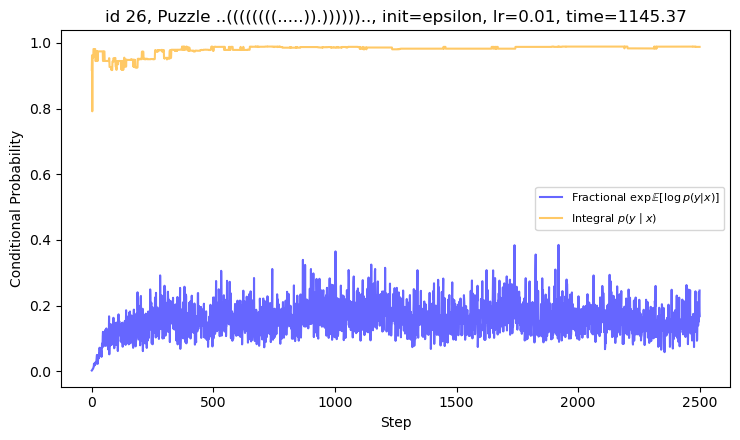 id 26, Puzzle ..((((((((.....)).)))))).., init=epsilon, lr=0.01, time=1145.37
Conditional Probability
1.0
0.8
0.6
0.4
0.2
0.0
Fractional exp𝔼[log p(y|x)]
Integral p(y | x)
0 500 1000 1500 2000 2500
Step